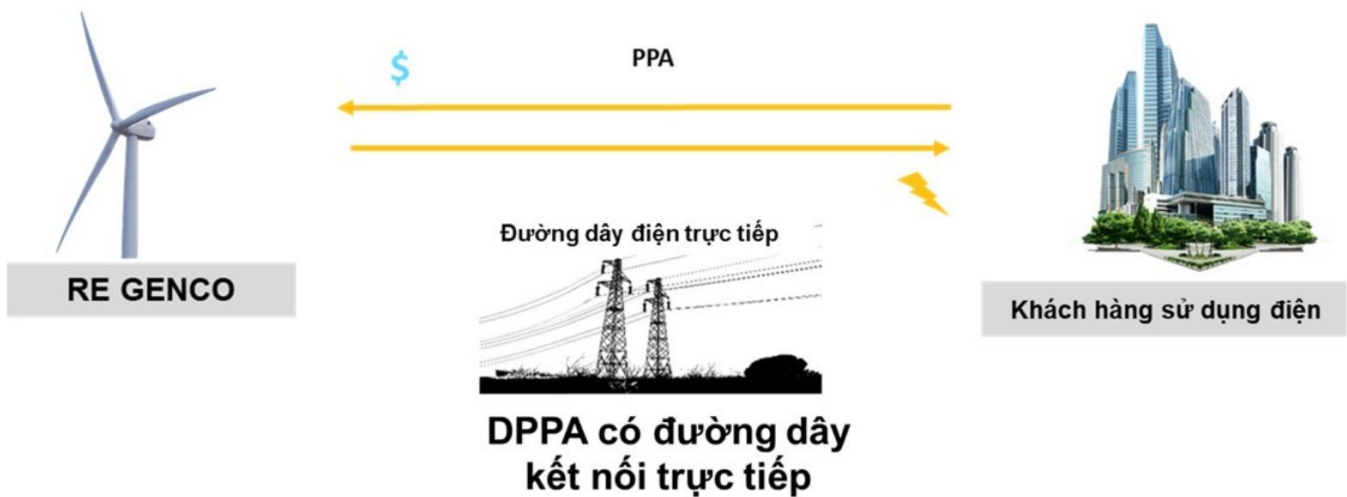 $
PPA
Đường dây điện trực tiếp
RE GENCO
Khách hàng sử dụng điện
DPPA có đường dây
kết nối trực tiếp